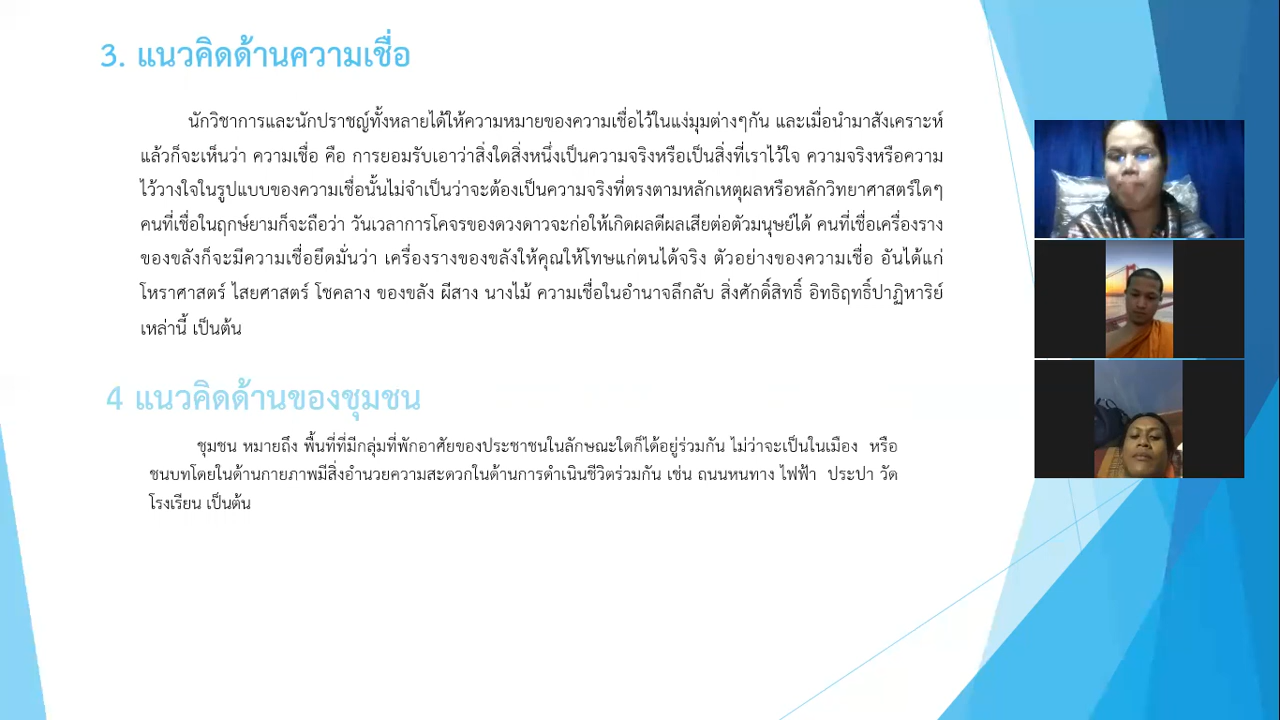 3. แนวคิดด้านความเชื่อ
นักวิชาการและนักปราชญ์ทั้งหลายได้ให้ความหมายของความเชื่อไว้ในแง่มุมต่างๆกัน และเมื่อนำมาสังเคราะห์
แล้วก็จะเห็นว่า ความเชื่อ คือ การยอมรับเอาว่าสิ่งใดสิ่งหนึ่งเป็นความจริงหรือเป็นสิ่งที่เราไว้ใจ ความจริงหรือความ
ไว้วางใจในรูปแบบของความเชื่อนั้นไม่จำเป็นว่าจะต้องเป็นความจริงที่ตรงตามหลักเหตุผลหรือหลักวิทยาศาสตร์ใดๆ
คนที่เชื่อในฤกษ์ยามก็จะถือว่า วันเวลาการโคจรของดวงดาวจะก่อให้เกิดผลดีผลเสียต่อตัวมนุษย์ได้ คนที่เชื่อเครื่องราง
ของขลังก็จะมีความเชื่อยึดมั่นว่า เครื่องรางของขลังให้คุณให้โทษแก่ตนได้จริง ตัวอย่างของความเชื่อ อันได้แก่
โหราศาสตร์ ไสยศาสตร์ โชคลาง ของขลัง ผีสาง นางไม้ ความเชื่อในอำนาจลึกลับ สิ่งศักดิ์สิทธิ์ อิทธิฤทธิ์ปาฏิหาริย์
เหล่านี้ เป็นต้น
4 แนวคิดด้านของชุมชน
ชุมชน หมายถึง พื้นที่ที่มีกลุ่มที่พักอาศัยของประชาชนในลักษณะใดก็ได้อยู่ร่วมกัน ไม่ว่าจะเป็นในเมือง หรือ
ชนบทโดยในด้านกายภาพมีสิ่งอำนวยความสะดวกในด้านการดำเนินชีวิตร่วมกัน เช่น ถนนหนทาง ไฟฟ้า ประปา วัด
โรงเรียน เป็นต้น